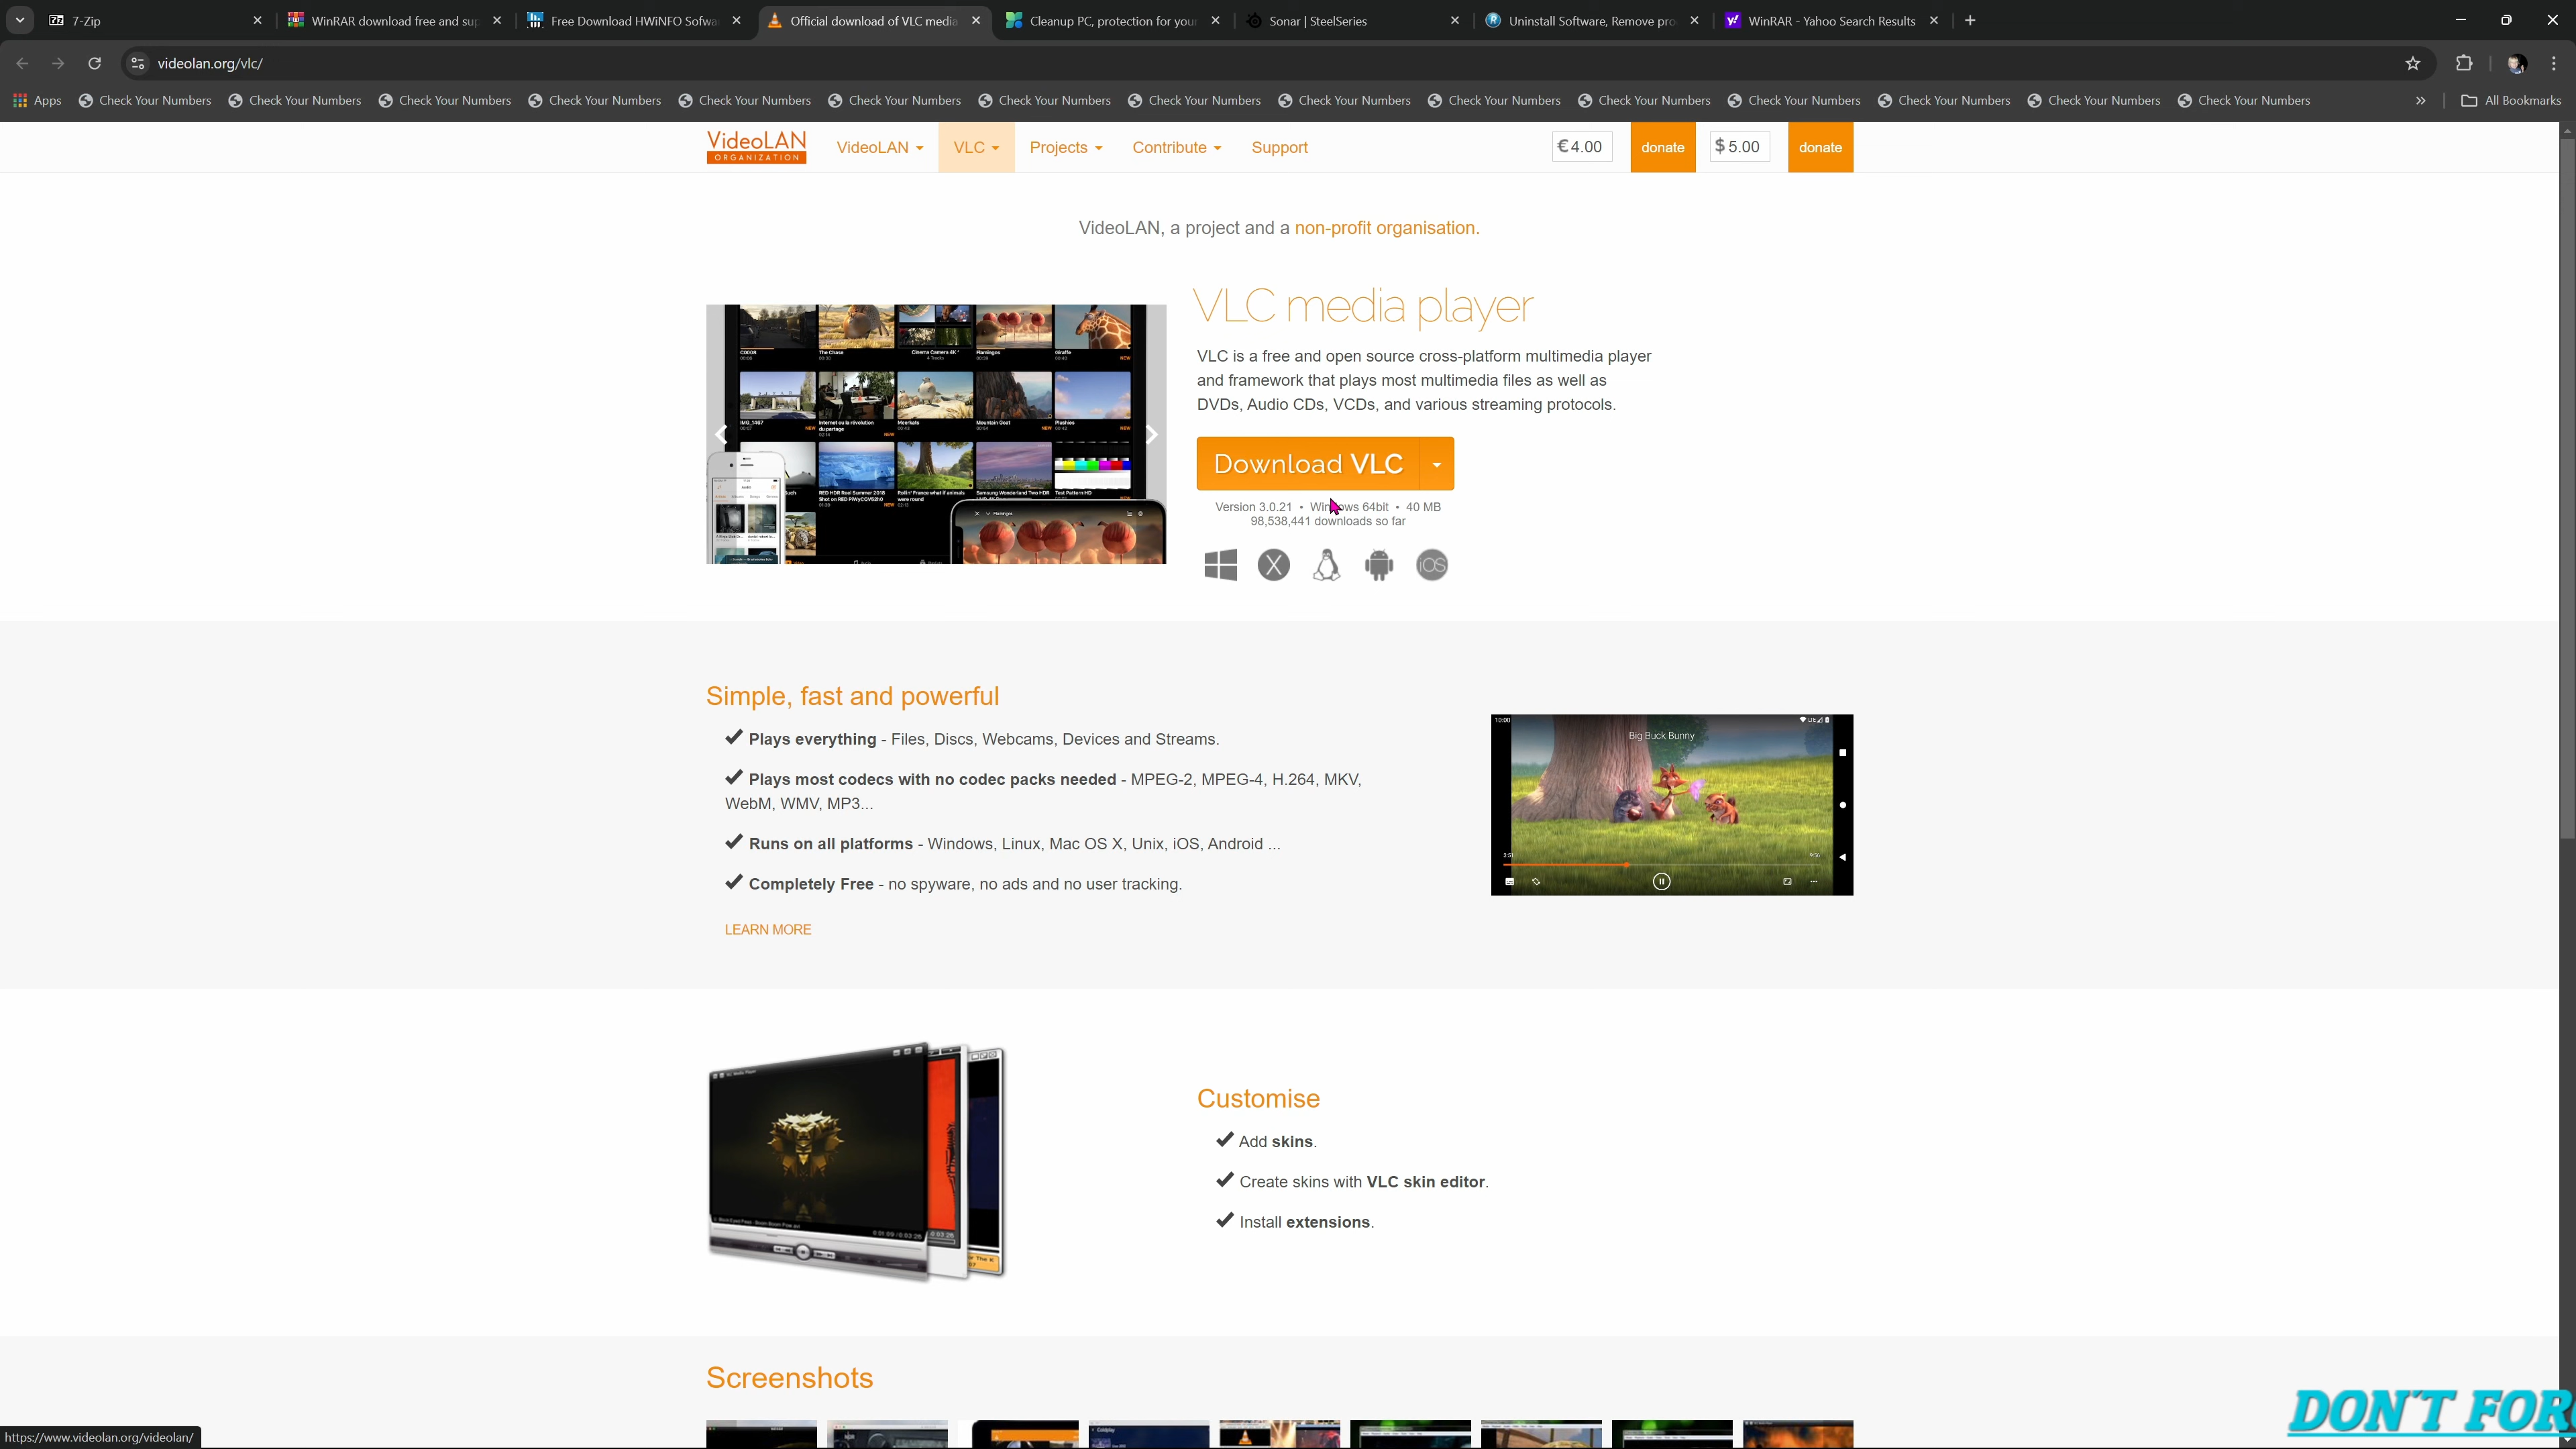 7-Zip
WinRAR download free and sup
Free Download HWiNFO Sofwa
Official download of VLC media
Cleanup PC, protection for your
Sonar | SteelSeries
Uninstall Software, Remove pro
WinRAR - Yahoo Search Results
videolan.org/vlc/
Apps Check Your Numbers Check Your Numbers Check Your Numbers Check Your Numbers Check Your Numbers Check Your Numbers Check Your Numbers Check Your Numbers Check Your Numbers Check Your Numbers Check Your Numbers Check Your Numbers Check Your Numbers Check Your Numbers Check Your Numbers » All Bookmarks
VideoLAN
ORGANIZATION
VideoLAN VLC Projects Contribute Support €4.00 donate $5.00 donate
VideoLAN, a project and a non-profit organisation.
VLC media player
VLC is a free and open source cross-platform multimedia player
and framework that plays most multimedia files as well as
DVDs, Audio CDs, VCDs, and various streaming protocols.
Download VLC
Version 3.0.21 • Windows 64bit • 40 MB
98,538,441 downloads so far
iOS
Simple, fast and powerful
Plays everything - Files, Discs, Webcams, Devices and Streams.
Plays most codecs with no codec packs needed - MPEG-2, MPEG-4, H.264, MKV,
WebM, WMV, MP3...
Runs on all platforms - Windows, Linux, Mac OS X, Unix, iOS, Android ...
Completely Free - no spyware, no ads and no user tracking.
LEARN MORE
10:00
Big Buck Bunny
Customise
Add skins.
Create skins with VLC skin editor.
Install extensions.
Screenshots
DON'T FOR
https://www.videolan.org/videolan/